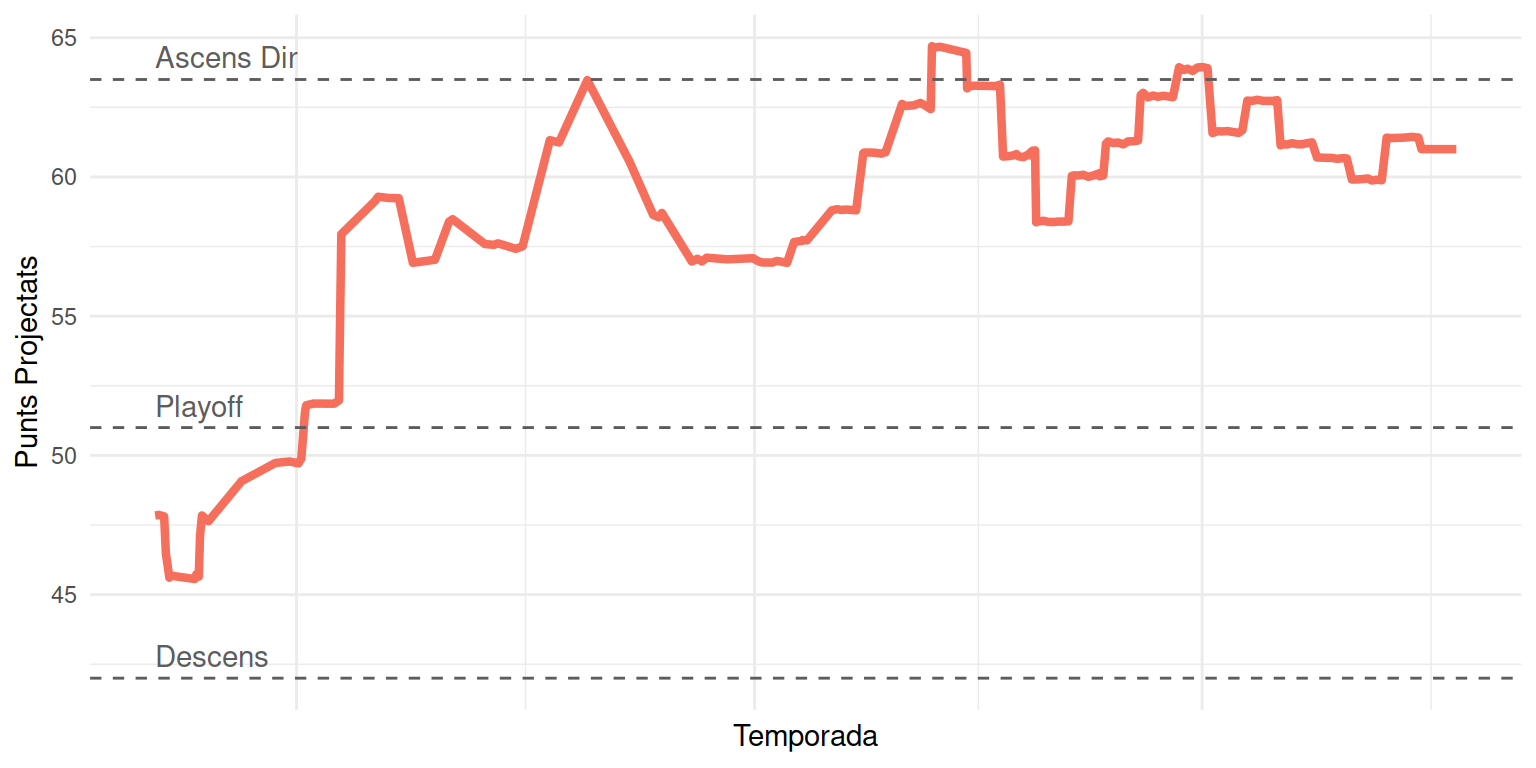 65
Ascens Dir
60
55
Playoff
50
45
Descens
Punts Projectats
Temporada